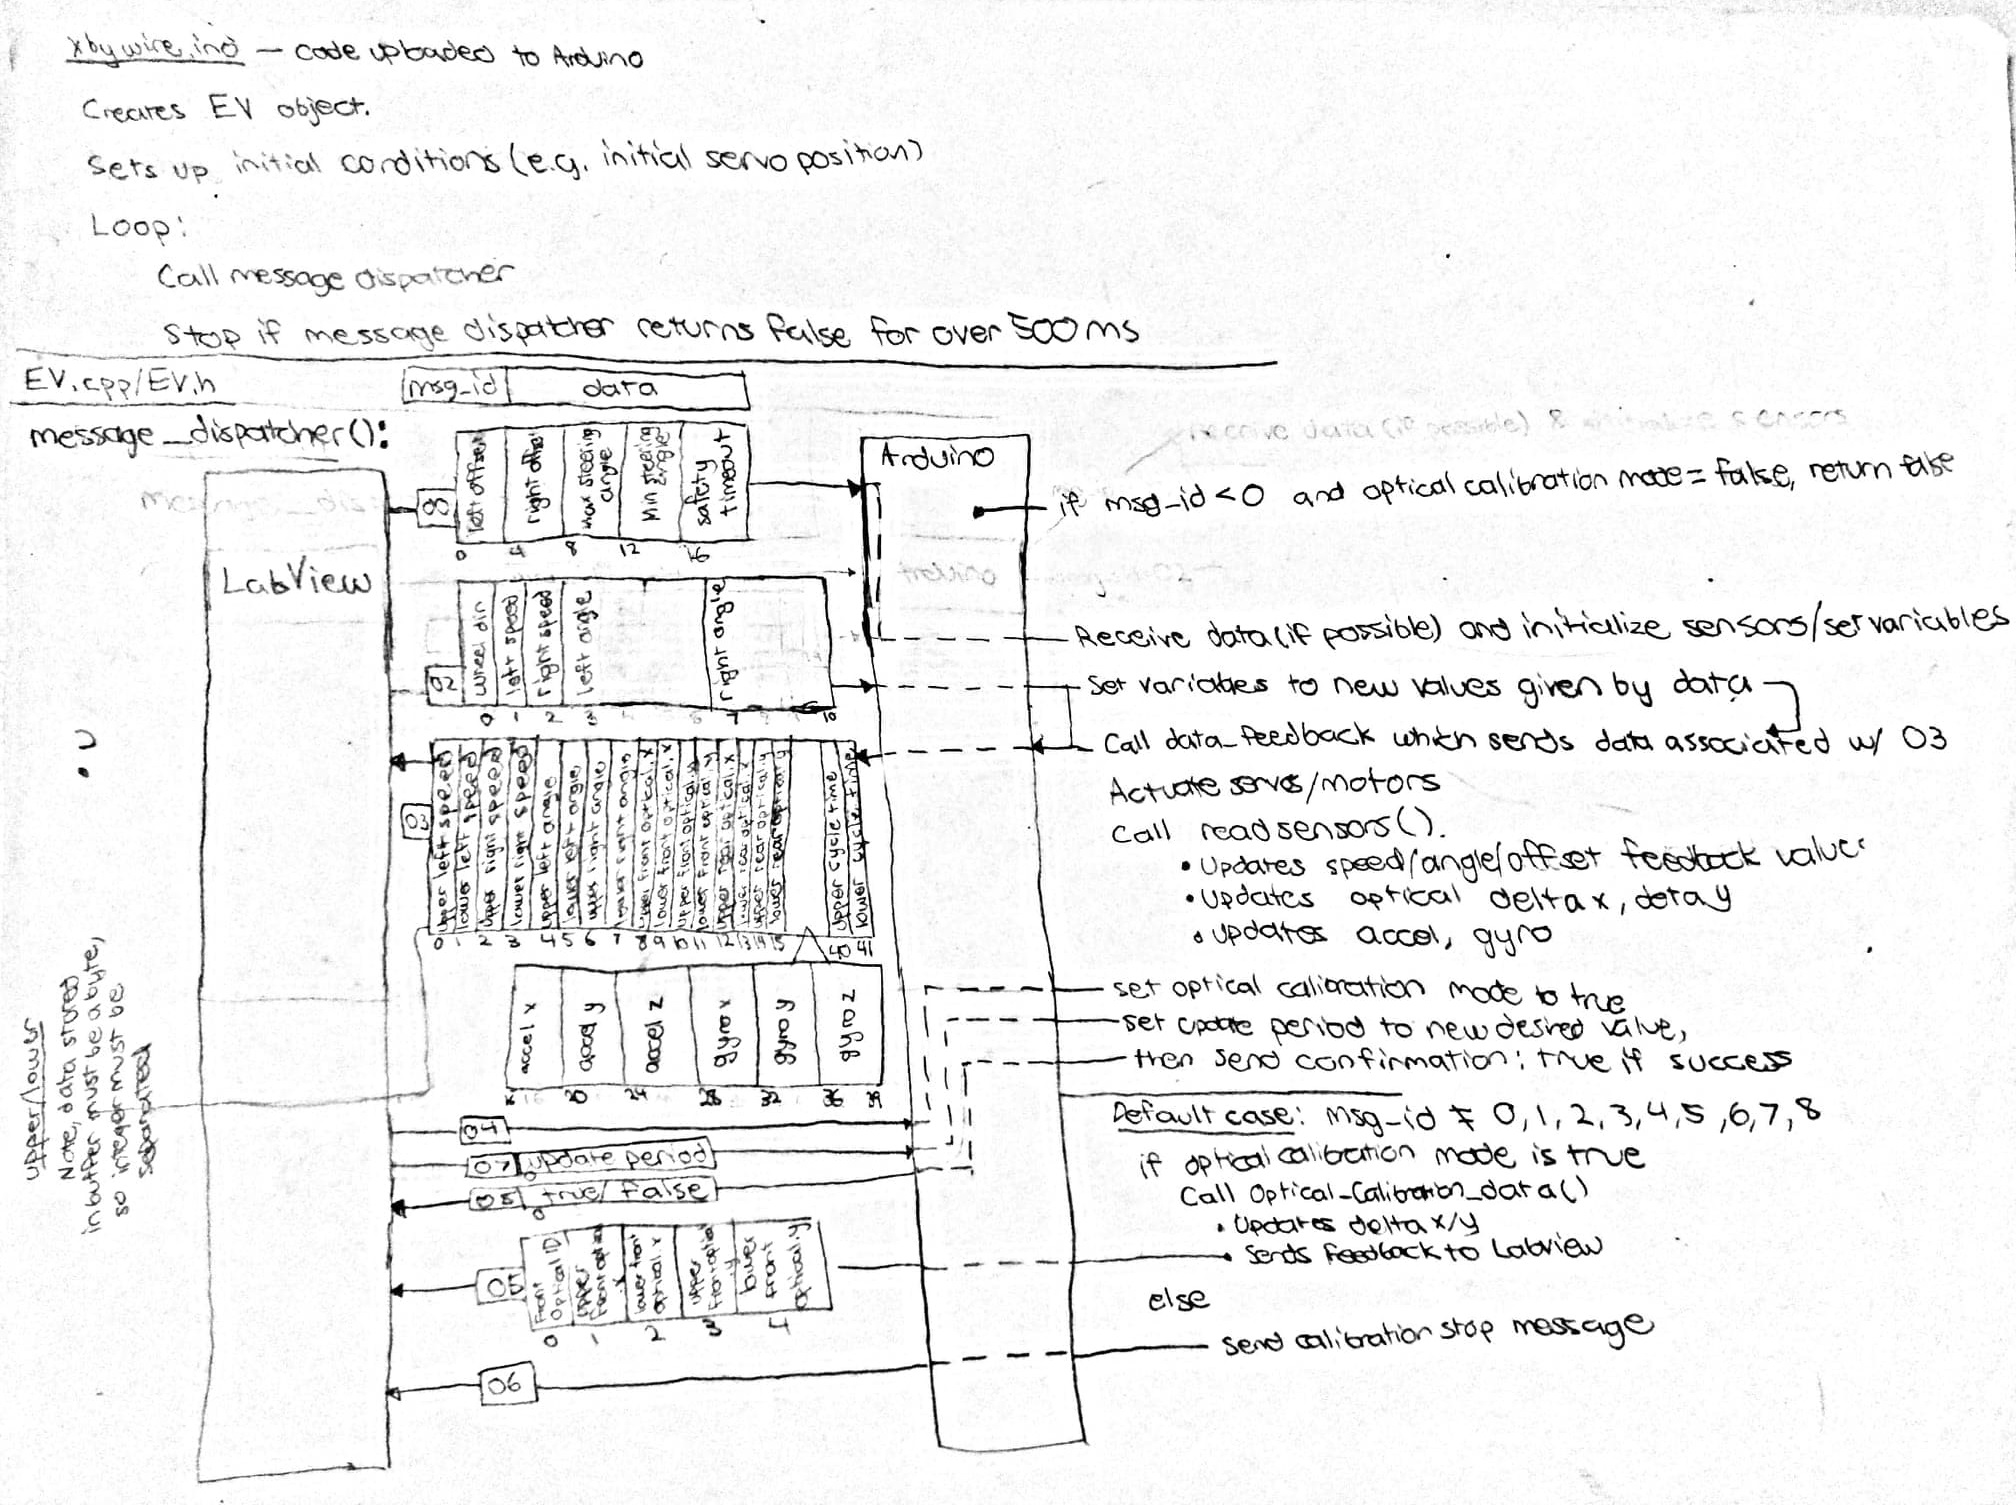 xbywire.ino — code uploaded to Arduino
Creates EV object.
Sets up initial conditions (e.g. initial servo position)
Loop:
Call message dispatcher
Stop if message dispatcher returns false for over 500ms
EV.cpp/EV.h
msg_id data
message_dispatcher():
LabView
Arduino
left offset
right offset
max steering angle
Min steering angle
safety timeout
0 4 8 12 16
if msg_id < 0 and optical calibration mode = false, return false
02
wheel dir
left speed
right speed
left angle
right angle
0 1 2 3 7 10
Receive data (if possible) and initialize sensors/set variables
Set variables to new values given by data
Call data_feedback which sends data associated w/ 03
Actuate servos/motors
Call readsensors().
• Updates speed/angle/offset feedback value
• Updates optical deltax, detay
• Updates accel, gyro
03
upper left speed
lower left speed
upper right speed
lower right speed
upper left angle
lower left angle
upper right angle
lower right angle
upper front optical.x
lower front optical.x
upper front optical.y
lower front optical.y
upper rear optical.x
lower rear optical.x
upper rear optical.y
lower rear optical.y
upper cycle time
lower cycle time
0 1 2 3 4 5 6 7 8 9 10 11 12 13 14 15 40 41
accel x
accel y
accel z
gyro x
gyro y
gyro z
20 24 28 32 36 39
upper/lower
Note, data stored
in buffer must be a byte,
so integer must be
separated
set optical calibration mode to true
set update period to new desired value,
then send confirmation: true if success
04
07 update period
08 true/false
0
Default case: msg_id ≠ 0,1,2,3,4,5,6,7,8
if optical calibration mode is true
Call Optical_Calibration_data()
• Updates delta x/y
• Sends Feedback to Labview
else
send calibration stop message
05
Front Optical ID
upper front optical.x
lower front optical.x
upper front optical.y
lower front optical.y
0 1 2 3 4
06